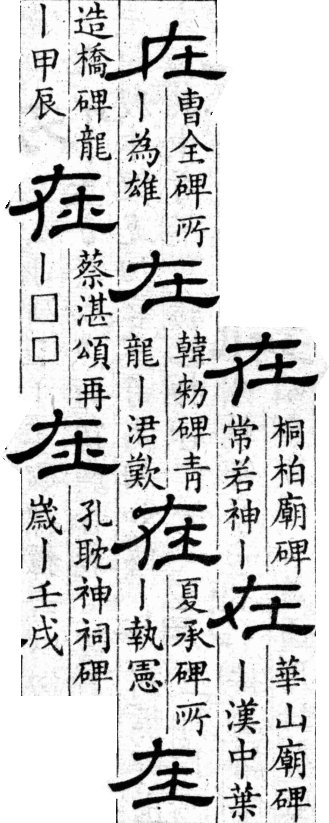 在
桐柏廟碑
常若神丨
在
華山廟碑
丨漢中葉
在
曹全碑所
丨為雄
在
韓勑碑青
龍丨涒歎
在
夏承碑所
丨執憲
在
造橋碑龍
丨甲辰
在
蔡湛頌再
丨□□
在
孔耽神祠碑
歲丨壬戌